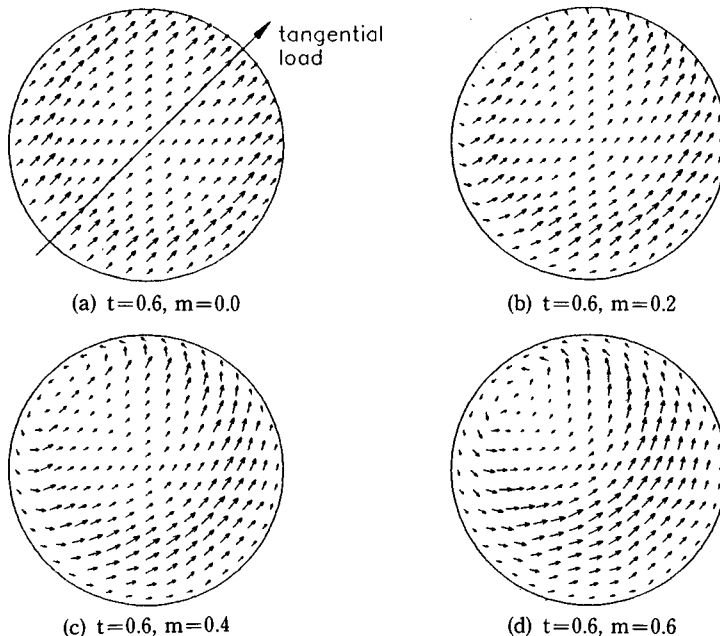 tangential
load
(a) t=0.6, m=0.0
(b) t=0.6, m=0.2
(c) t=0.6, m=0.4
(d) t=0.6, m=0.6